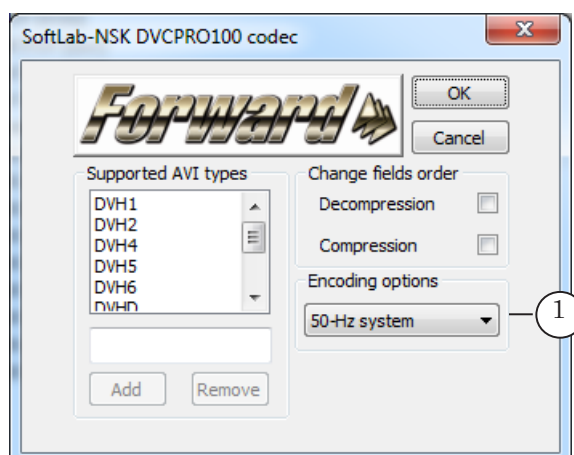 SoftLab-NSK DVCPRO100 codec
Forward
OK
Cancel
Supported AVI types
DVH1
DVH2
DVH4
DVH5
DVH6
DVHD
Add
Remove
Change fields order
Decompression
Compression
Encoding options
50-Hz system
1